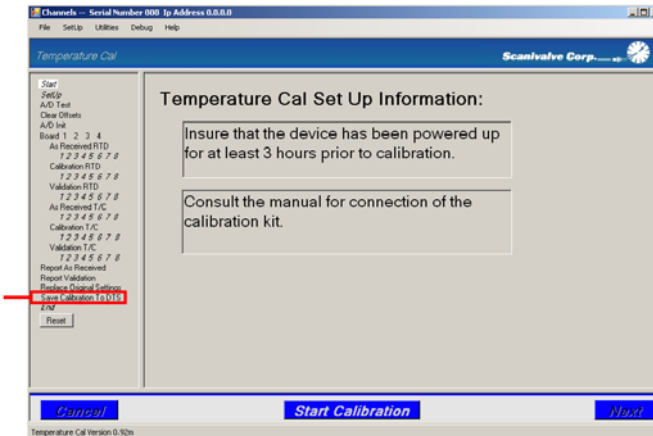 Channels -- Serial Number 000 Ip Address 0.0.0.0
File SetUp Utilities Debug Help
Temperature Cal
Scanivalve Corp.
Start
SetUp
A/D Test
Clear Offsets
A/D Init
Board 1 2 3 4
As Received RTD
1 2 3 4 5 6 7 8
Calibration RTD
1 2 3 4 5 6 7 8
Validation RTD
1 2 3 4 5 6 7 8
As Received T/C
1 2 3 4 5 6 7 8
Calibration T/C
1 2 3 4 5 6 7 8
Validation T/C
1 2 3 4 5 6 7 8
Report As Received
Report Validation
Replace Original Settings
Save Calibration To DTS
End
Reset
Temperature Cal Set Up Information:
Insure that the device has been powered up
for at least 3 hours prior to calibration.
Consult the manual for connection of the
calibration kit.
Cancel
Start Calibration
Next
Temperature Cal Version 0.92m